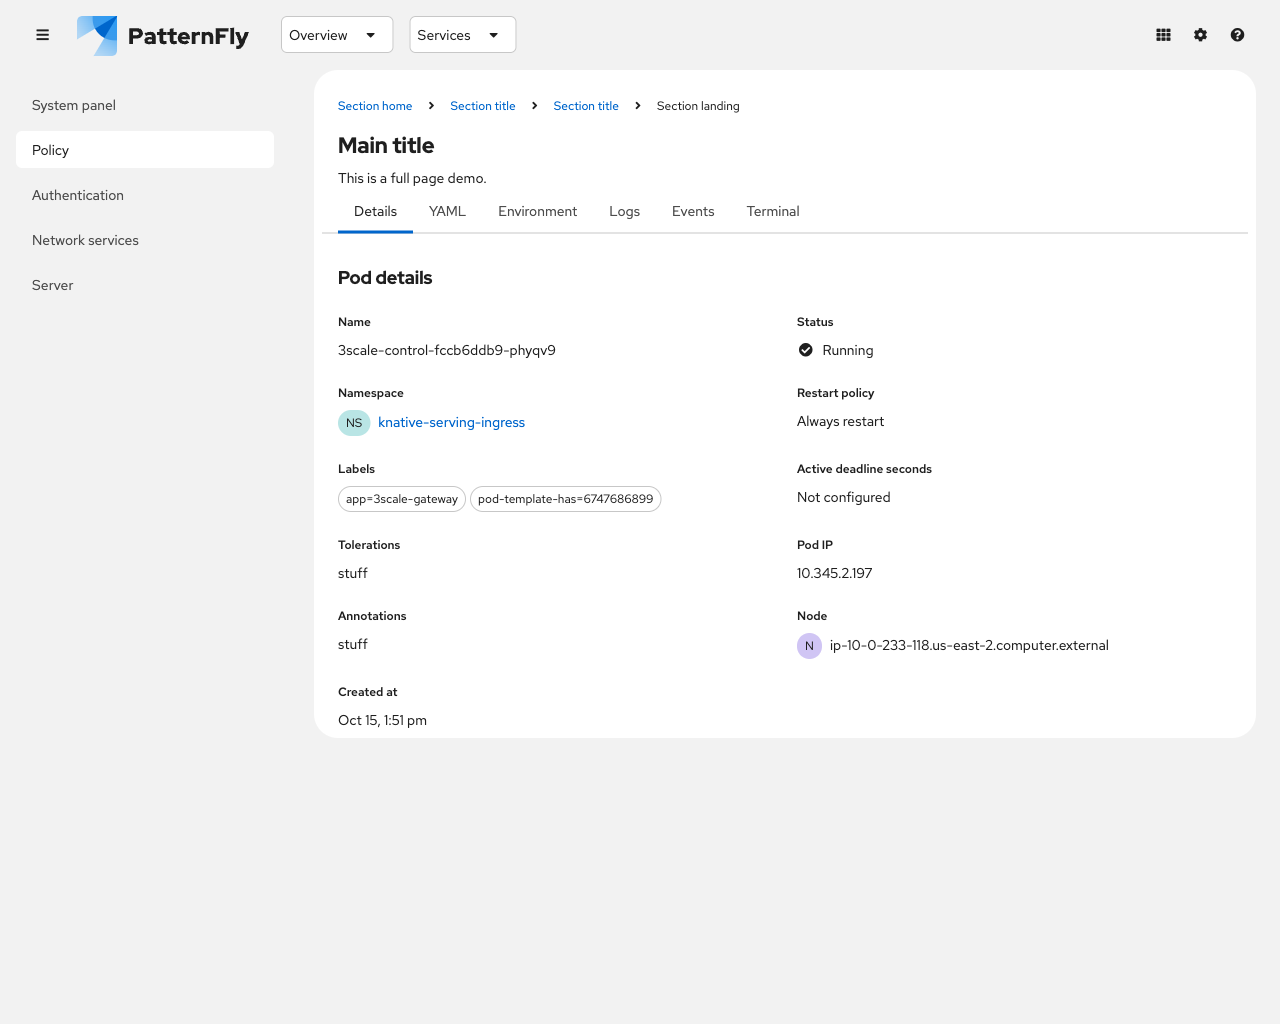 PatternFly
Overview
Services
System panel
Policy
Authentication
Network services
Server
Section home
Section title
Section title
Section landing
Main title
This is a full page demo.
Details
YAML
Environment
Logs
Events
Terminal
Pod details
Name
3scale-control-fccb6ddb9-phyqv9
Status
Running
Namespace
NS knative-serving-ingress
Restart policy
Always restart
Labels
app=3scale-gateway
pod-template-has=6747686899
Active deadline seconds
Not configured
Tolerations
stuff
Pod IP
10.345.2.197
Annotations
stuff
Node
N ip-10-0-233-118.us-east-2.computer.external
Created at
Oct 15, 1:51 pm